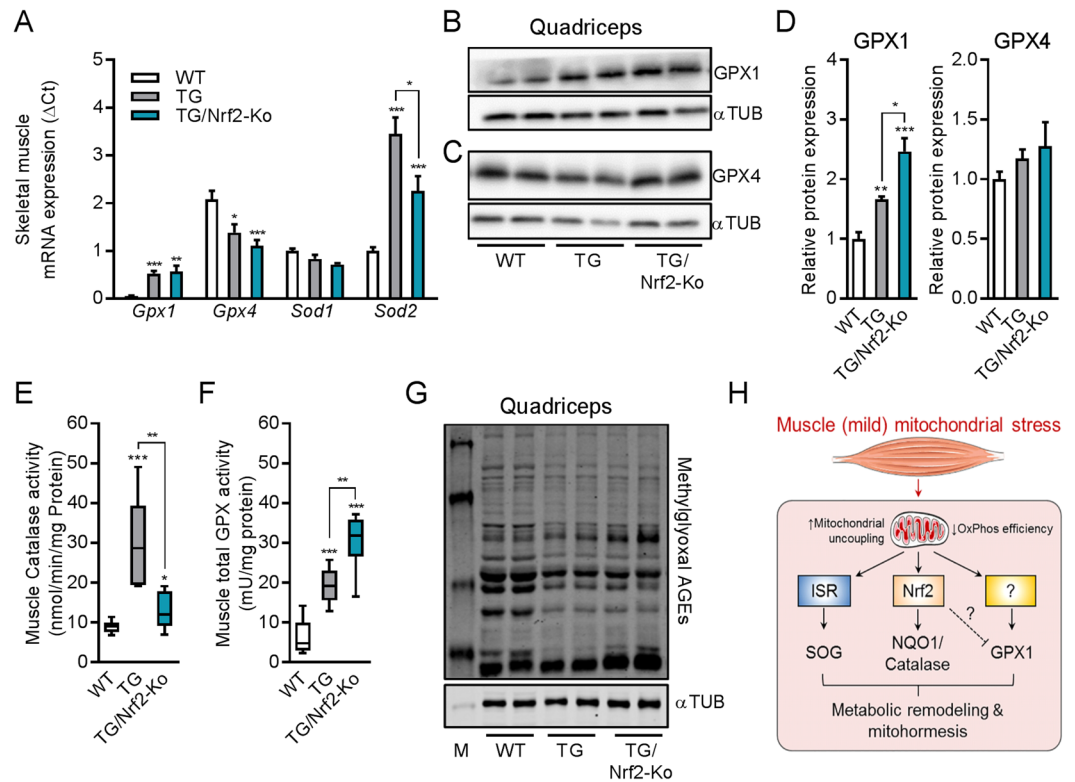 A
Skeletal muscle
mRNA expression (ΔCt)
5
4
3
2
1
0
WT
TG
TG/Nrf2-Ko
***
**
*
***
***
*
***
Gpx1
Gpx4
Sod1
Sod2
B
Quadriceps
GPX1
α TUB
C
GPX4
α TUB
WT
TG
TG/
Nrf2-Ko
D
GPX1
Relative protein expression
4
3
2
1
0
**
*
***
WT
TG
TG/Nrf2-Ko
GPX4
Relative protein expression
2.0
1.5
1.0
0.5
0.0
WT
TG
TG/Nrf2-Ko
E
Muscle Catalase activity
(nmol/min/mg Protein)
60
50
40
30
20
10
0
**
***
*
WT
TG
TG/Nrf2-Ko
F
Muscle total GPX activity
(mU/mg protein)
60
50
40
30
20
10
0
**
***
***
WT
TG
TG/Nrf2-Ko
G
Quadriceps
Methylglyoxal AGEs
α TUB
M
WT
TG
TG/
Nrf2-Ko
H
Muscle (mild) mitochondrial stress
↑Mitochondrial
uncoupling
↓OxPhos efficiency
ISR
Nrf2
?
?
SOG
NQO1/
Catalase
GPX1
Metabolic remodeling &
mitohormesis